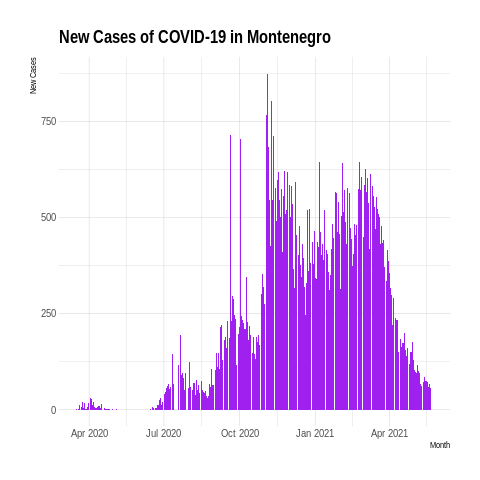 New Cases of COVID-19 in Montenegro
New Cases
750
500
250
0
Apr 2020
Jul 2020
Oct 2020
Jan 2021
Apr 2021
Month